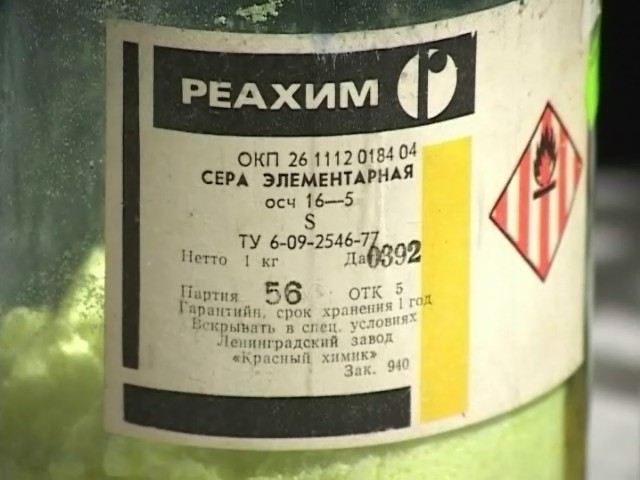 РЕАХИМ
ОКП 26 1112 0184 04
СЕРА ЭЛЕМЕНТАРНАЯ
осч 16—5
S
ТУ 6-09-2546-77
Нетто 1 кг Да 0392
Партия 56 ОТК 5
Гарантийн. срок хранения 1 год
Вскрывать в спец. условиях
Ленинградский завод
«Красный химик»
Зак. 940